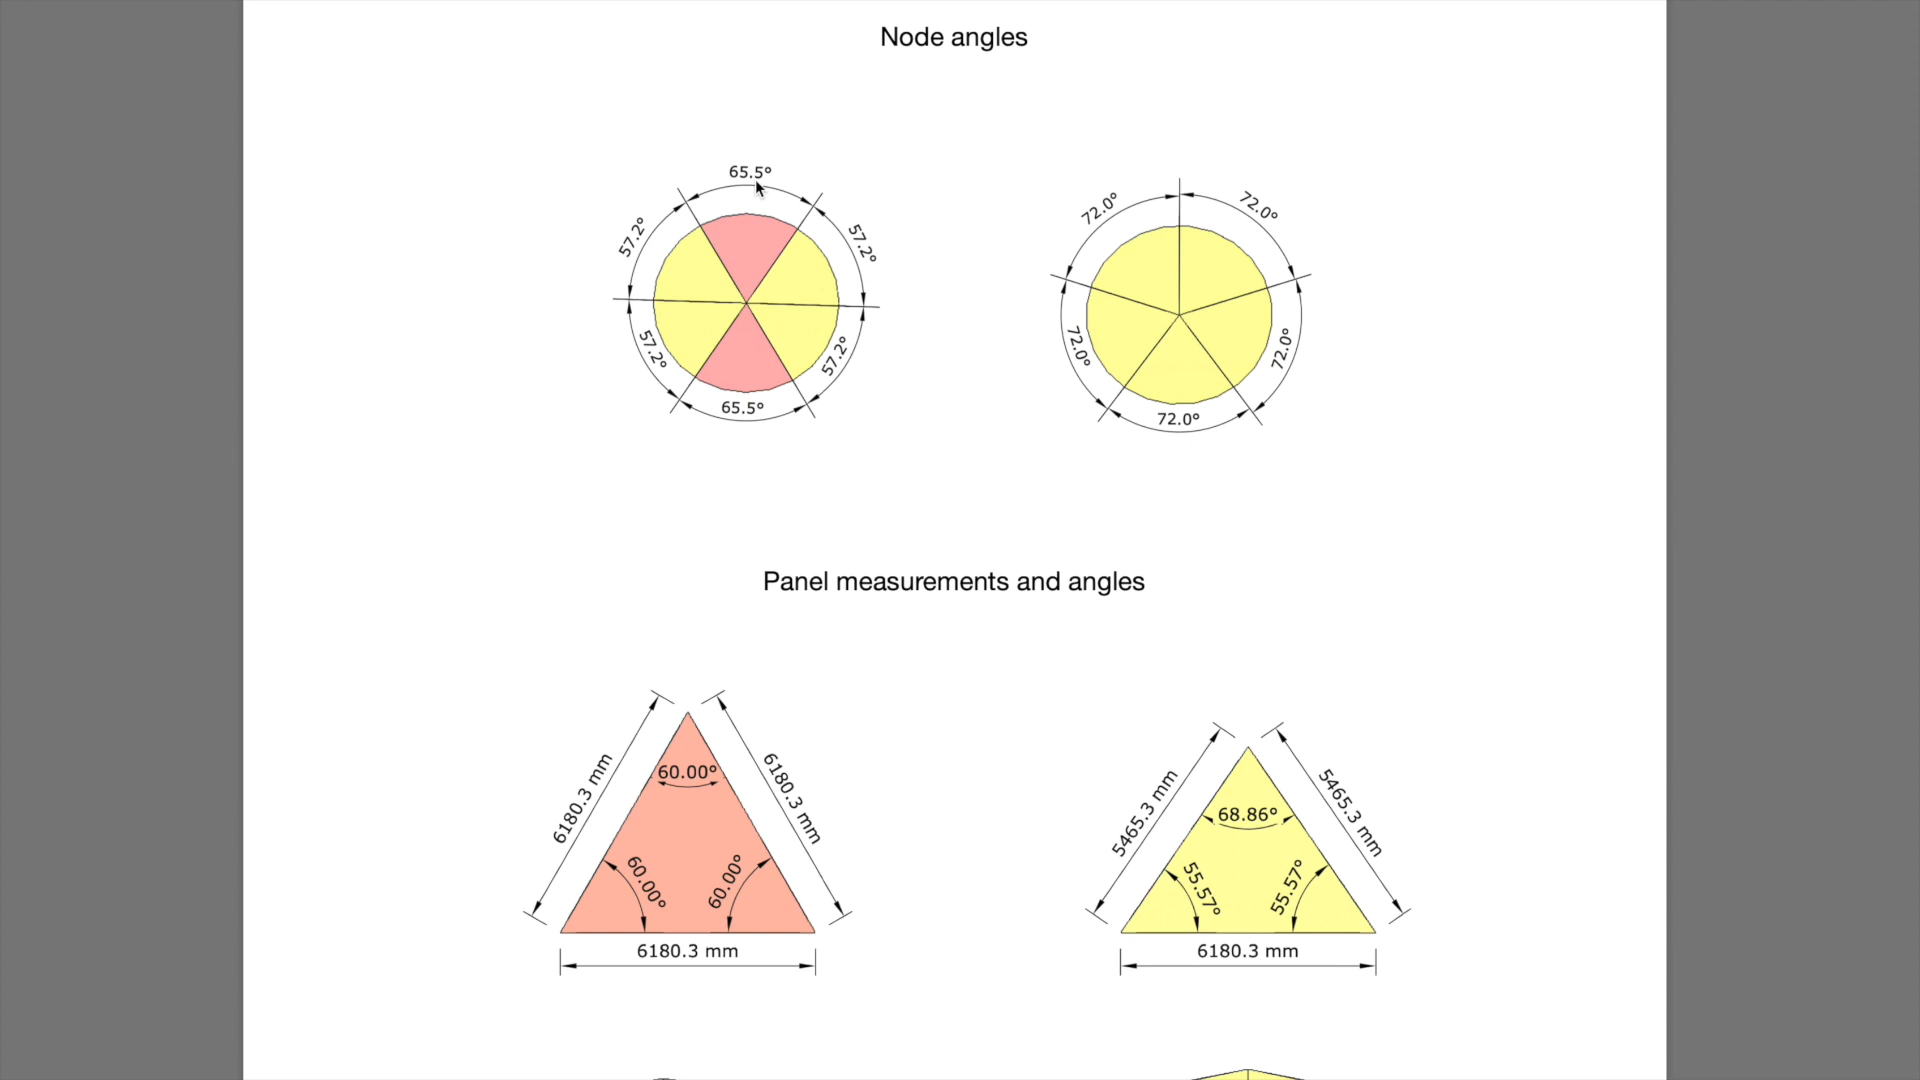 Node angles
65.5°
57.2°
57.2°
57.2°
57.2°
65.5°
72.0°
72.0°
72.0°
72.0°
72.0°
Panel measurements and angles
6180.3 mm
6180.3 mm
60.00°
60.00°
60.00°
6180.3 mm
5465.3 mm
5465.3 mm
68.86°
55.57°
55.57°
6180.3 mm